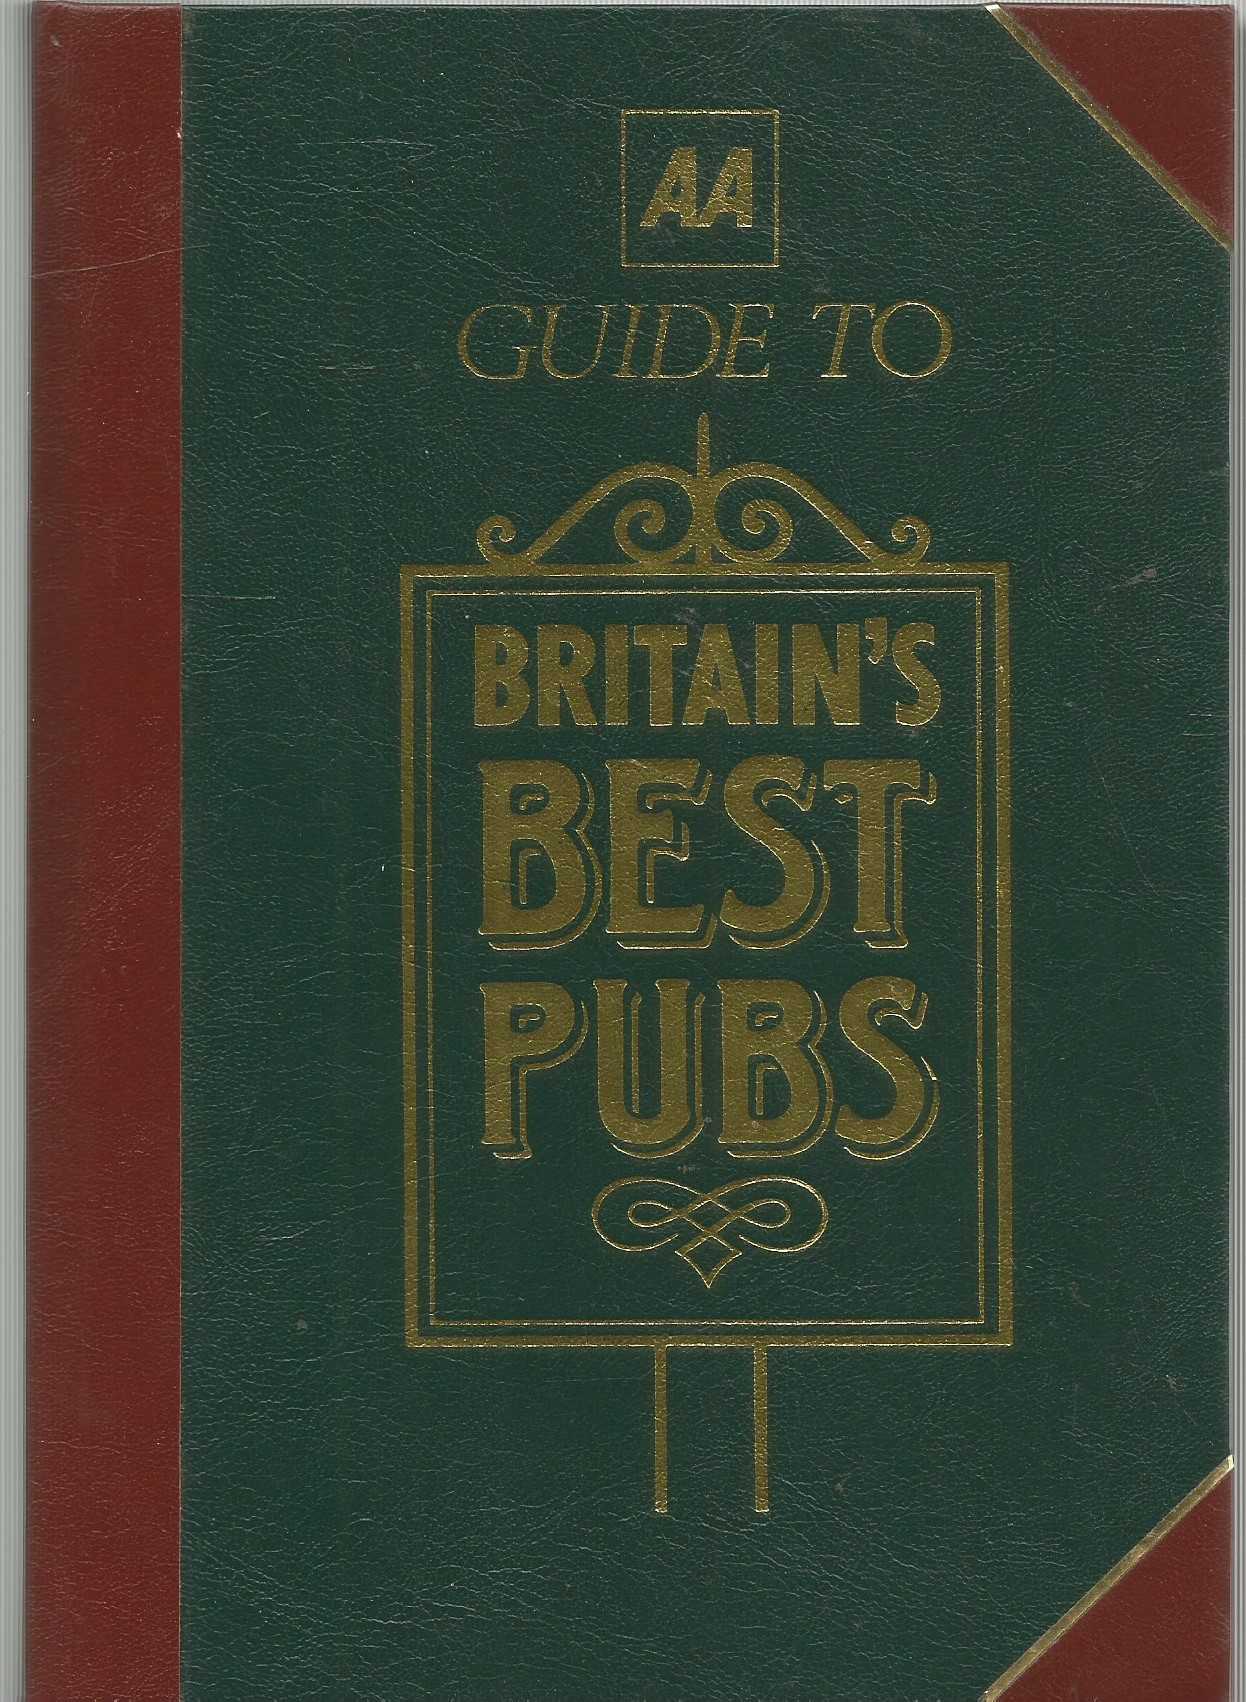 AA
GUIDE TO
BRITAIN'S
BEST
PUBS